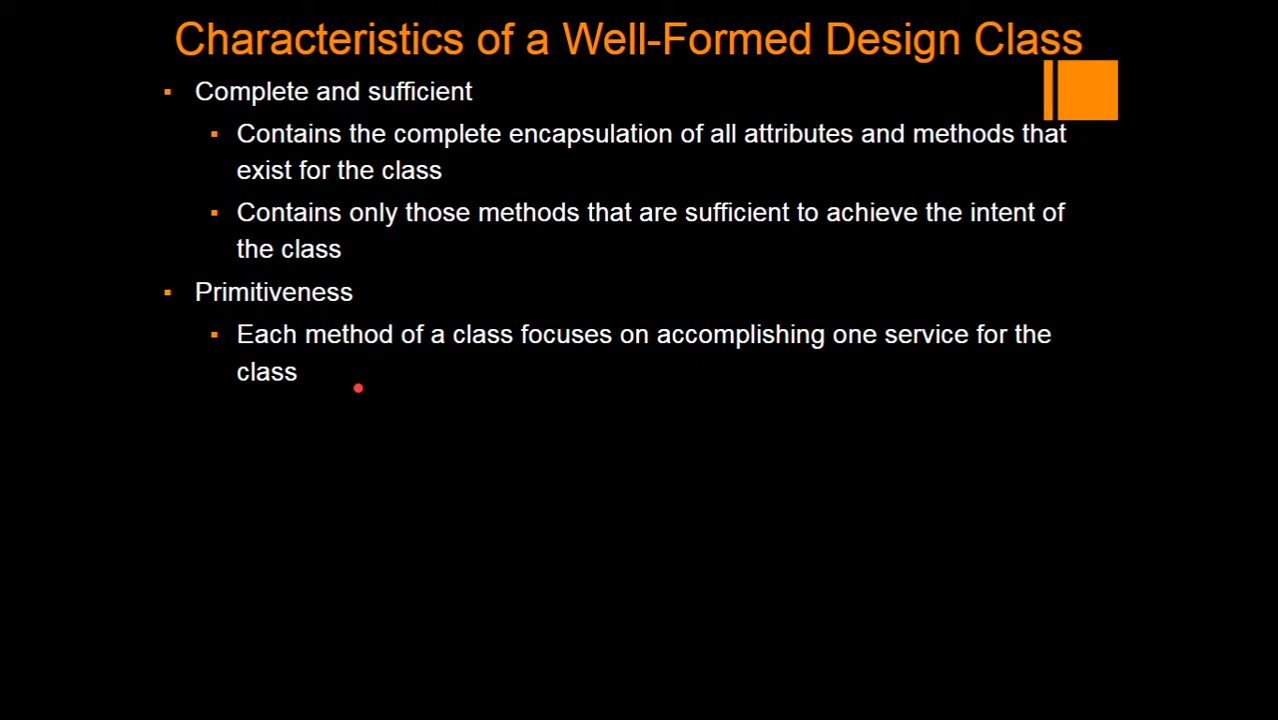 Characteristics of a Well-Formed Design Class
▪ Complete and sufficient
▪ Contains the complete encapsulation of all attributes and methods that
exist for the class
▪ Contains only those methods that are sufficient to achieve the intent of
the class
▪ Primitiveness
▪ Each method of a class focuses on accomplishing one service for the
class